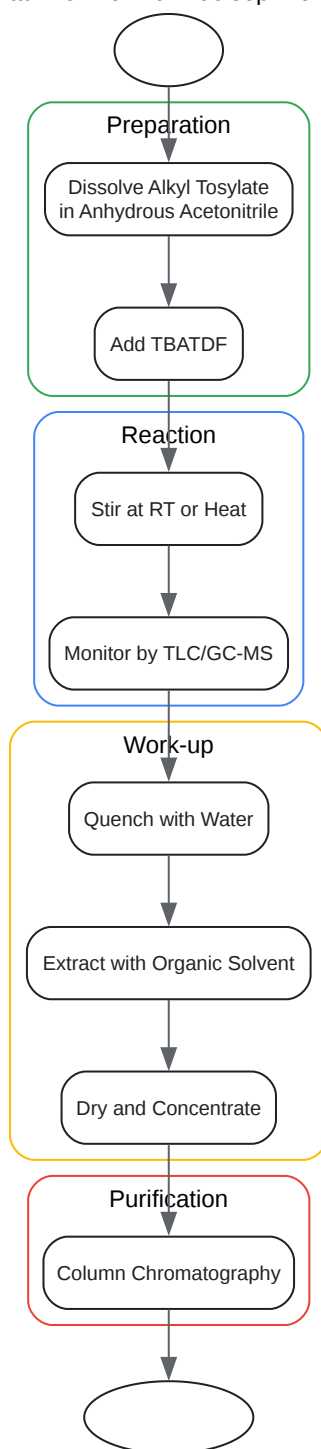 Preparation
Dissolve Alkyl Tosylate
in Anhydrous Acetonitrile
Add TBATDF
Reaction
Stir at RT or Heat
Monitor by TLC/GC-MS
Work-up
Quench with Water
Extract with Organic Solvent
Dry and Concentrate
Purification
Column Chromatography